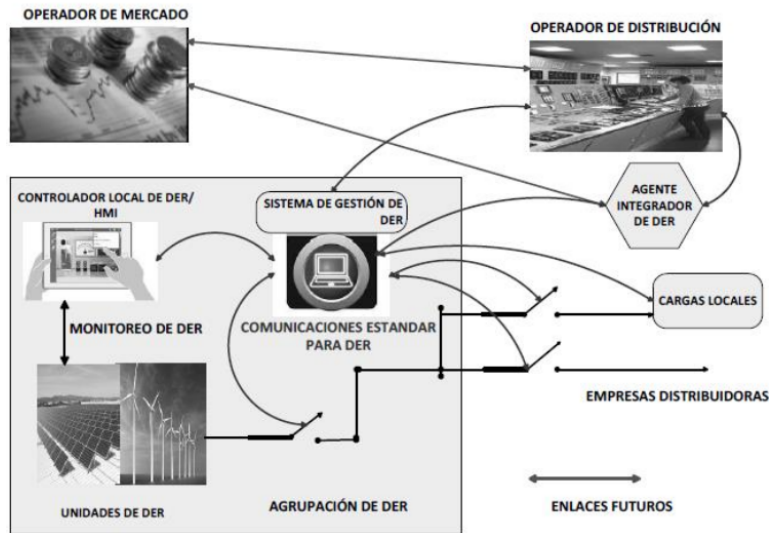 OPERADOR DE MERCADO
OPERADOR DE DISTRIBUCIÓN
CONTROLADOR LOCAL DE DER/
HMI
SISTEMA DE GESTIÓN DE
DER
AGENTE
INTEGRADOR
DE DER
MONITOREO DE DER
COMUNICACIONES ESTANDAR
PARA DER
CARGAS LOCALES
EMPRESAS DISTRIBUIDORAS
UNIDADES DE DER
AGRUPACIÓN DE DER
ENLACES FUTUROS